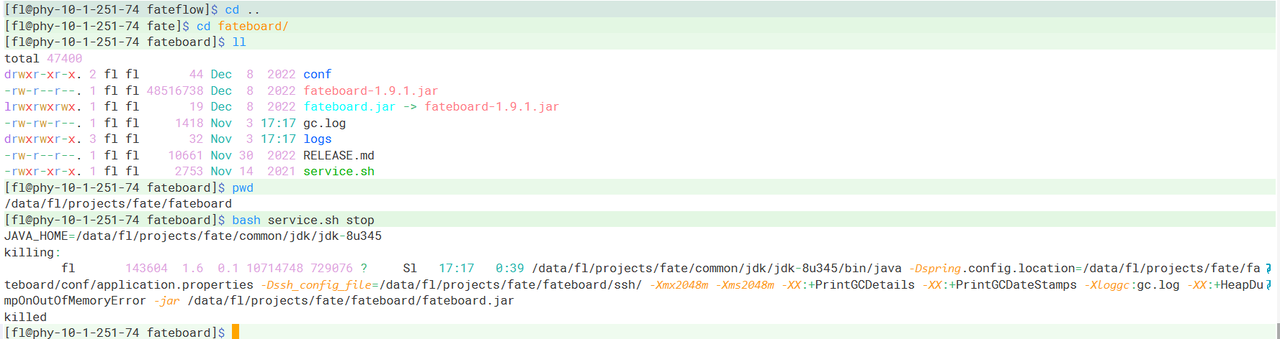 [fl@phy-10-1-251-74 fateflow]$ cd ..
[fl@phy-10-1-251-74 fate]$ cd fateboard/
[fl@phy-10-1-251-74 fateboard]$ ll
total 47400
drwxr-xr-x. 2 fl fl       44 Dec  8  2022 conf
-rw-r--r--. 1 fl fl 48516738 Dec  8  2022 fateboard-1.9.1.jar
lrwxrwxrwx. 1 fl fl       19 Dec  8  2022 fateboard.jar -> fateboard-1.9.1.jar
-rw-rw-r--. 1 fl fl     1418 Nov  3 17:17 gc.log
drwxrwxr-x. 3 fl fl       32 Nov  3 17:17 logs
-rw-r--r--. 1 fl fl    10661 Nov 30  2022 RELEASE.md
-rwxr-xr-x. 1 fl fl     2753 Nov 14  2021 service.sh
[fl@phy-10-1-251-74 fateboard]$ pwd
/data/fl/projects/fate/fateboard
[fl@phy-10-1-251-74 fateboard]$ bash service.sh stop
JAVA_HOME=/data/fl/projects/fate/common/jdk/jdk-8u345
killing:
        fl       143604  1.6  0.1 10714748 729076 ?     Sl   17:17   0:39 /data/fl/projects/fate/common/jdk/jdk-8u345/bin/java -Dspring.config.location=/data/fl/projects/fate/fa
teboard/conf/application.properties -Dssh_config_file=/data/fl/projects/fate/fateboard/ssh/ -Xmx2048m -Xms2048m -XX:+PrintGCDetails -XX:+PrintGCDateStamps -Xloggc:gc.log -XX:+HeapDu
mpOnOutOfMemoryError -jar /data/fl/projects/fate/fateboard/fateboard.jar
killed
[fl@phy-10-1-251-74 fateboard]$